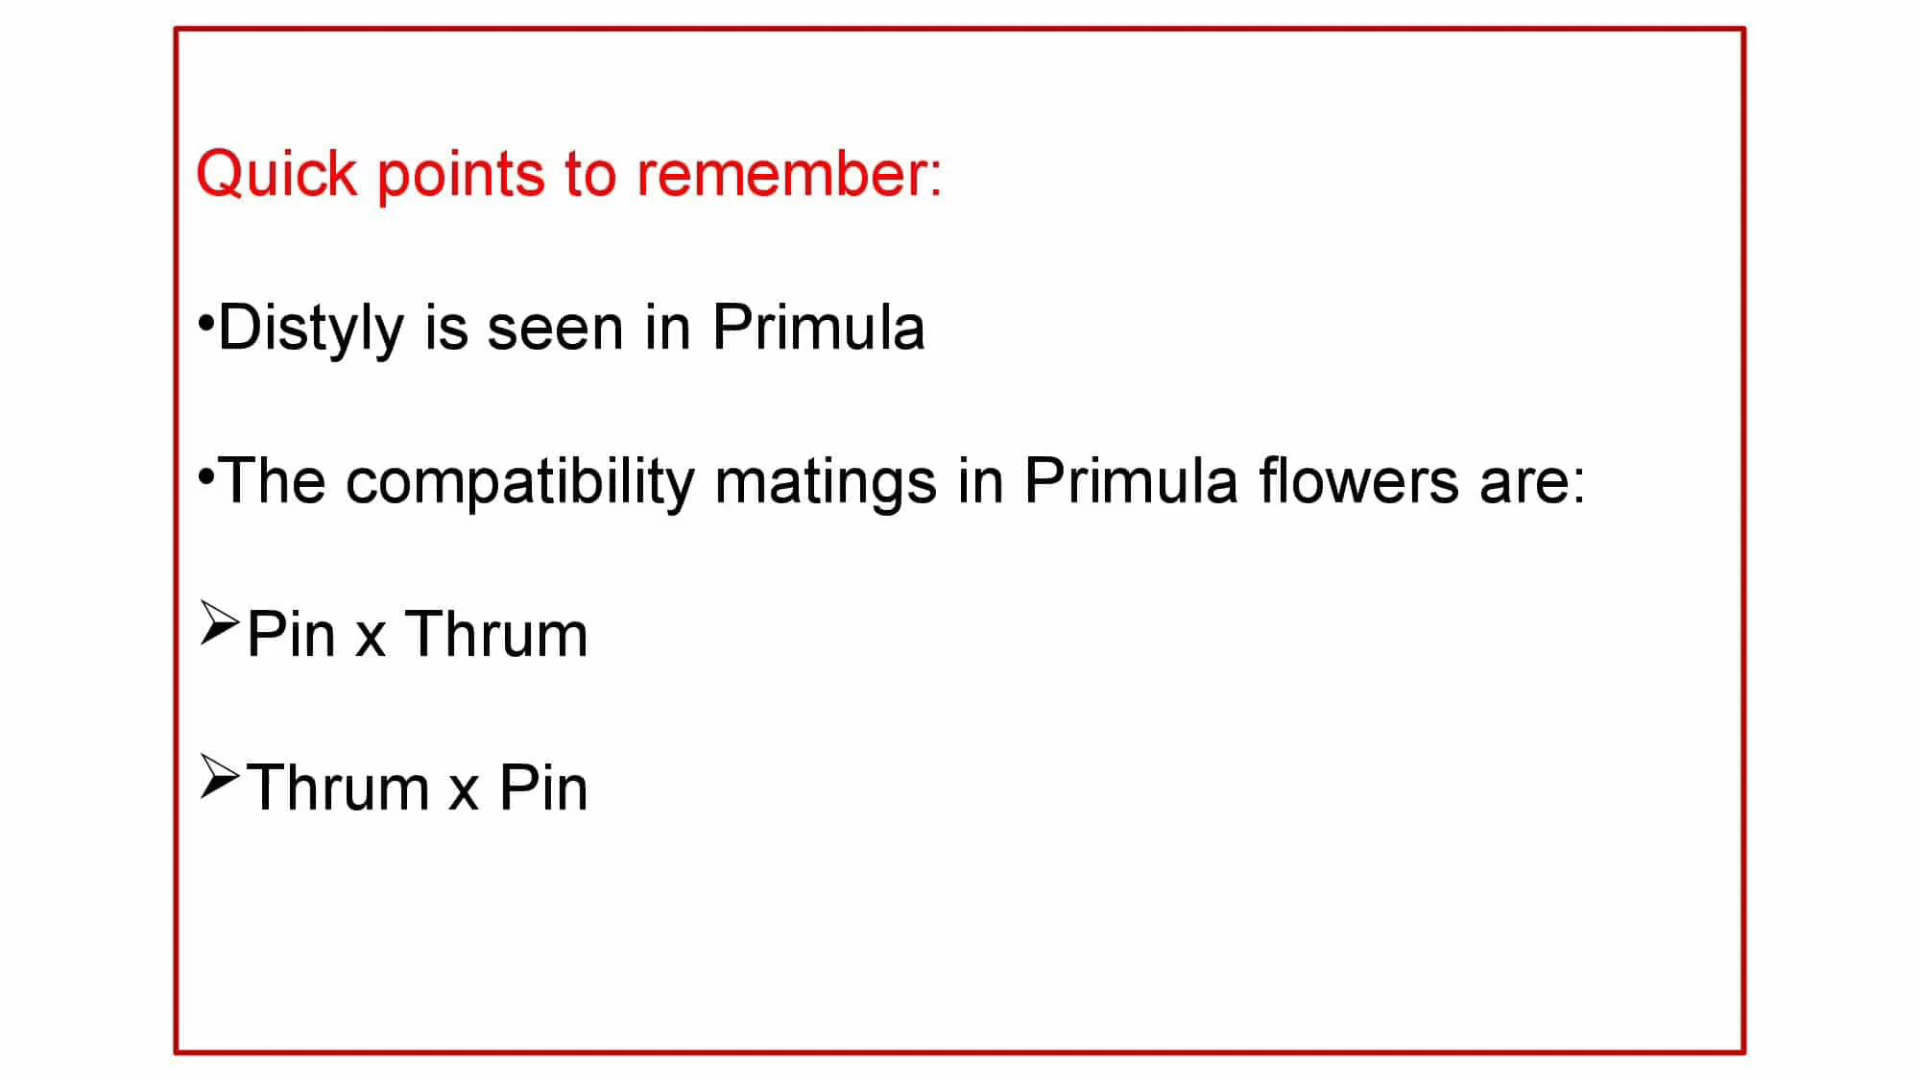 Quick points to remember:
•Distyly is seen in Primula
•The compatibility matings in Primula flowers are:
➢Pin x Thrum
➢Thrum x Pin